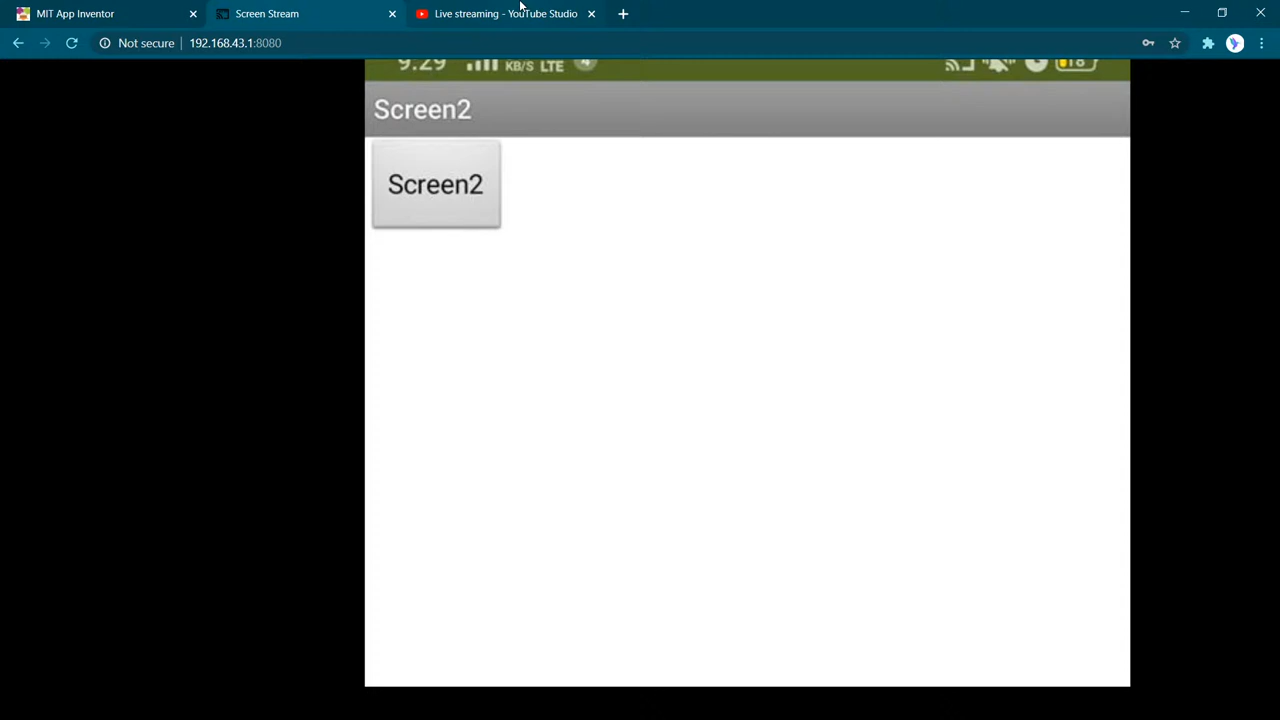 MIT App Inventor
Screen Stream
Live streaming - YouTube Studio
Not secure
192.168.43.1:8080
9.29 KB/S LTE 18
Screen2
Screen2